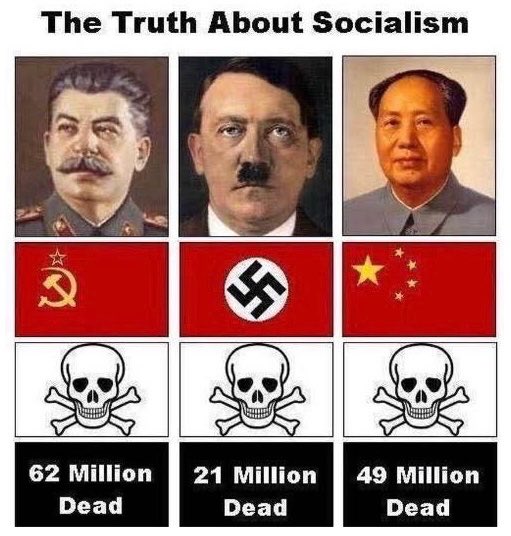 The Truth About Socialism
62 Million
Dead
21 Million
Dead
49 Million
Dead